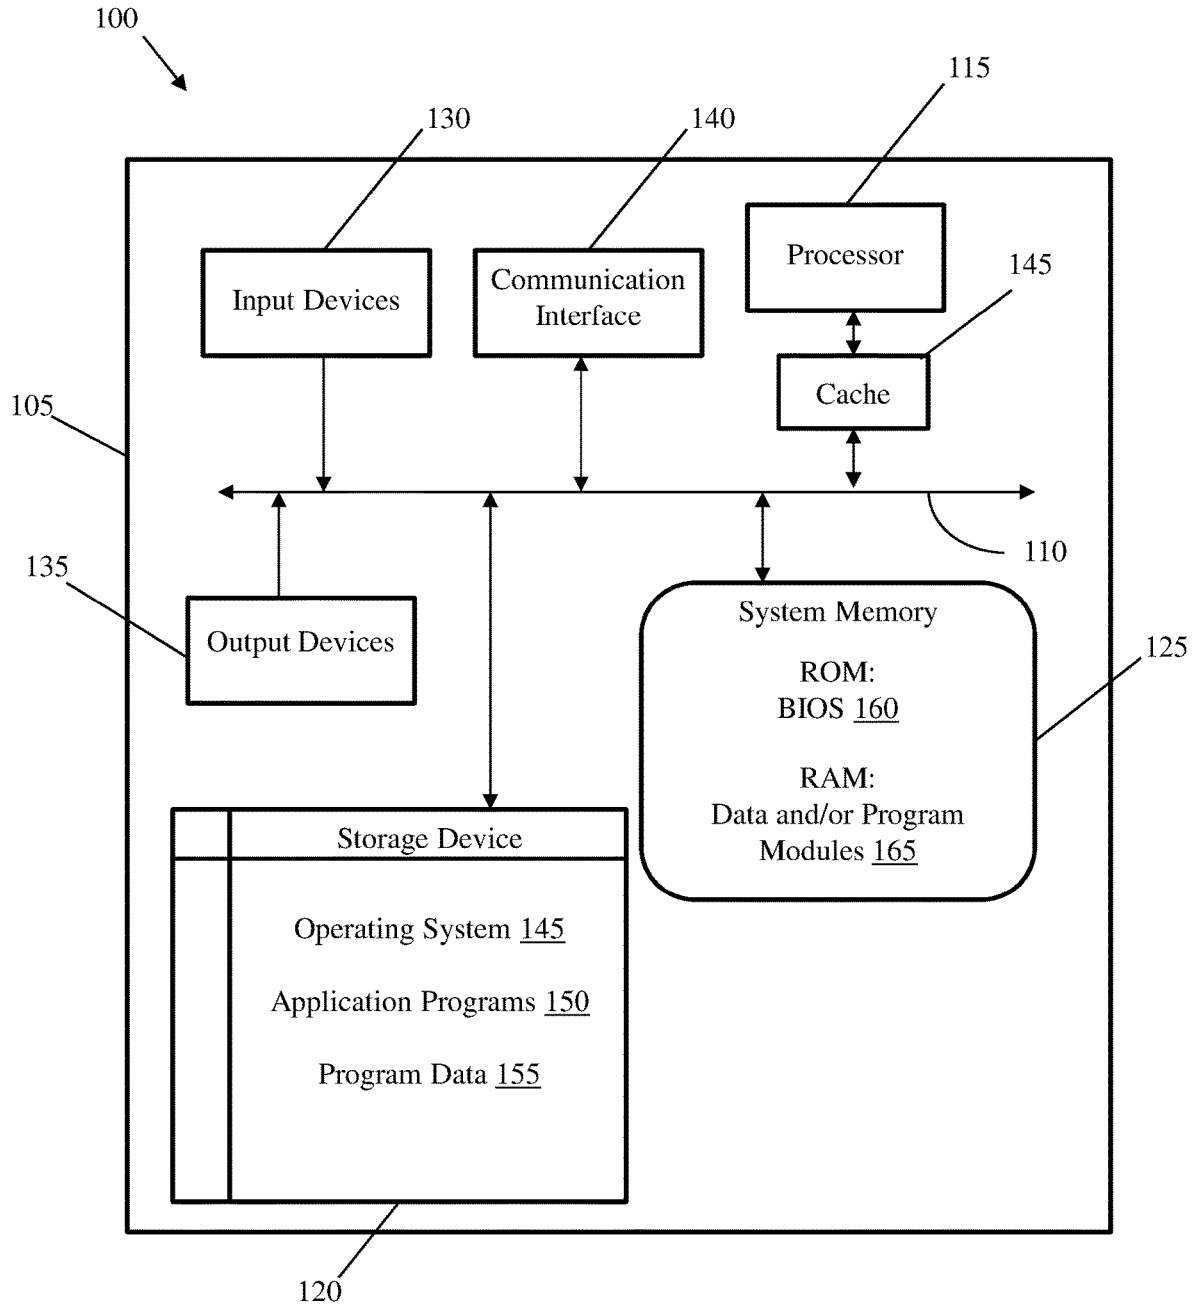 100
115
130
140
Processor
145
Input Devices
Communication
Interface
Cache
105
110
135
Output Devices
System Memory
125
ROM:
BIOS 160
RAM:
Data and/or Program
Modules 165
Storage Device
Operating System 145
Application Programs 150
Program Data 155
120